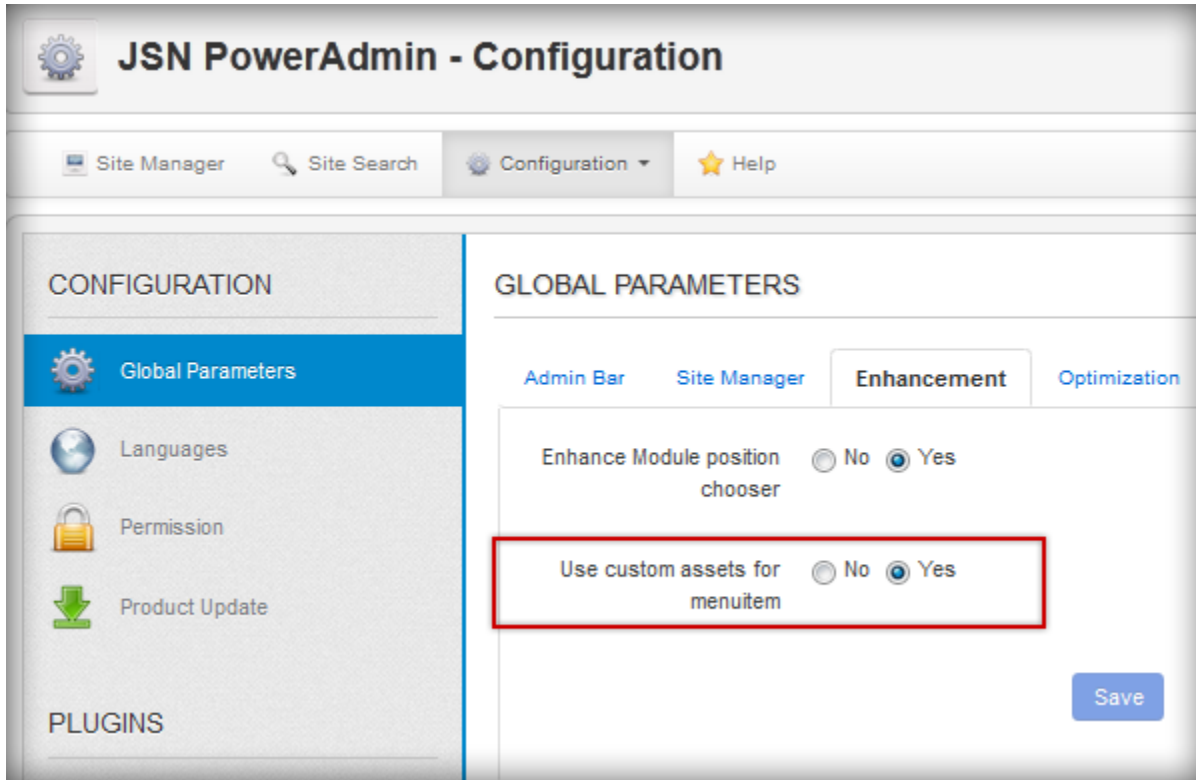 JSN PowerAdmin - Configuration
Site Manager Site Search Configuration Help
CONFIGURATION
Global Parameters
Languages
Permission
Product Update
PLUGINS
GLOBAL PARAMETERS
Admin Bar Site Manager Enhancement Optimization
Enhance Module position No Yes
chooser
Use custom assets for No Yes
menuitem
Save